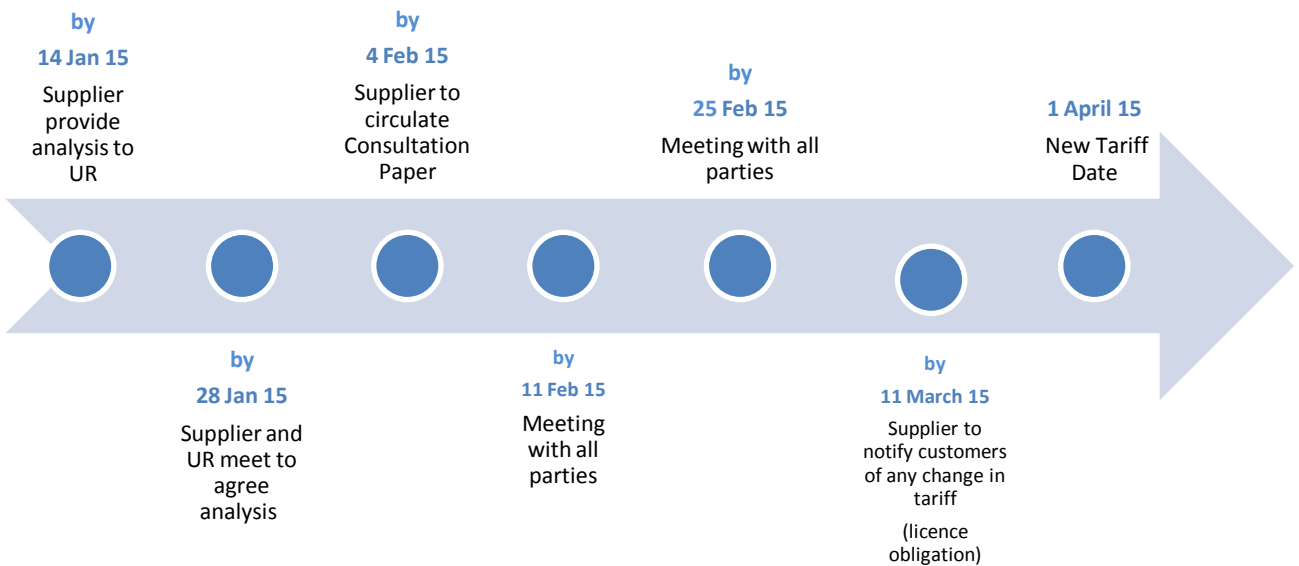 by
14 Jan 15
Supplier
provide
analysis to
UR
by
4 Feb 15
Supplier to
circulate
Consultation
Paper
by
25 Feb 15
Meeting with all
parties
1 April 15
New Tariff
Date
by
28 Jan 15
Supplier and
UR meet to
agree
analysis
by
11 Feb 15
Meeting
with all
parties
by
11 March 15
Supplier to
notify customers
of any change in
tariff
(licence
obligation)